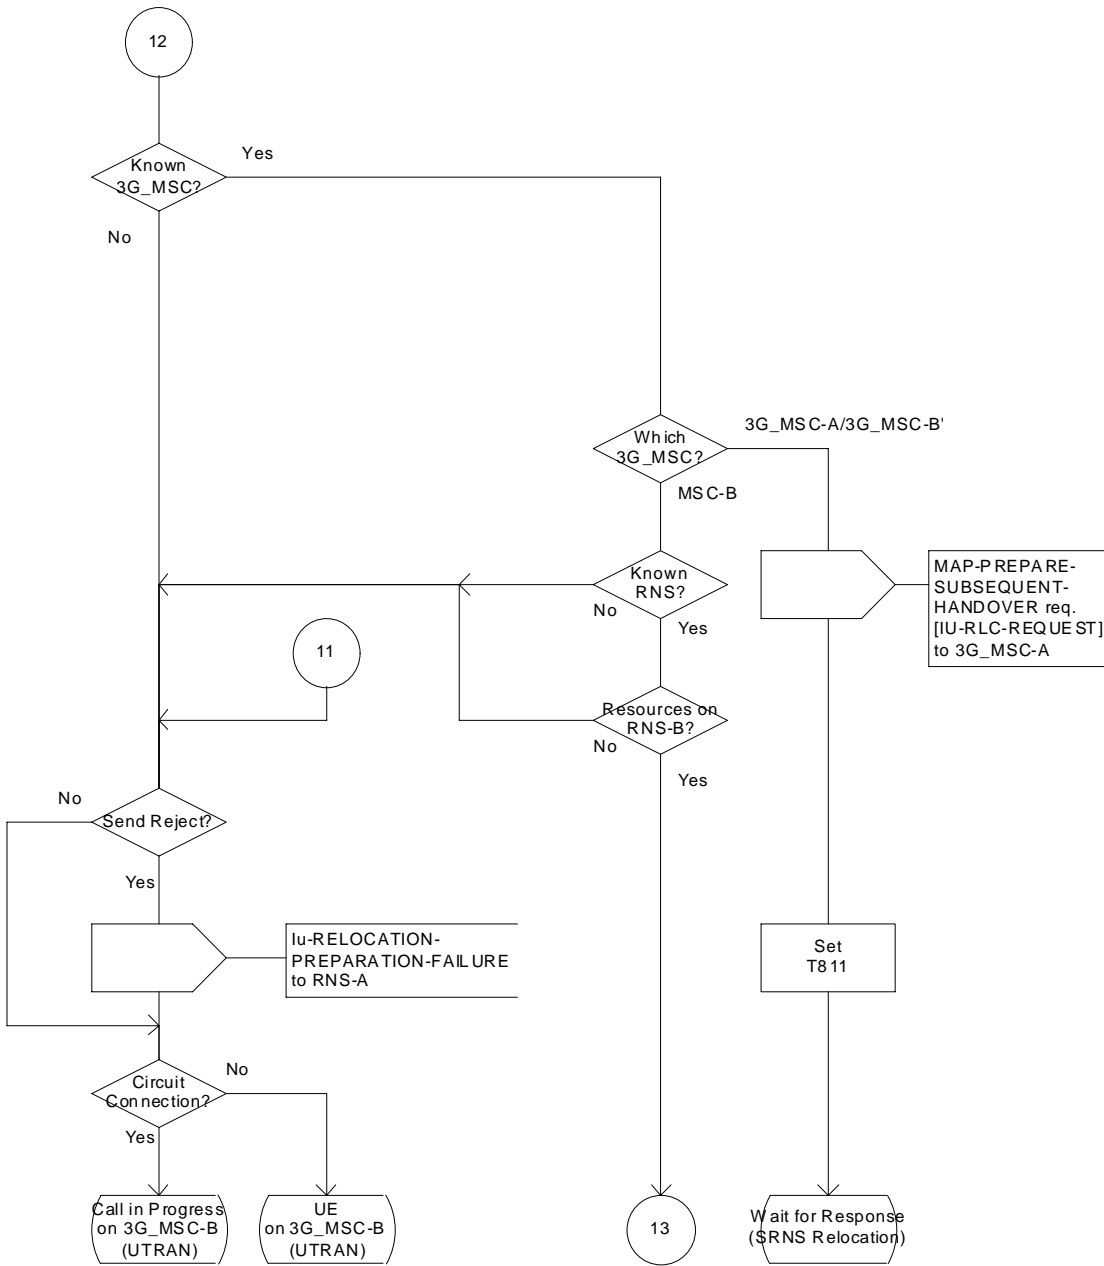 12
Known
3G_MSC?
Yes
No
Which
3G_MSC?
3G_MSC-A/3G_MSC-B'
MSC-B
Known
RNS?
No
Yes
MAP-PREPARE-
SUBSEQUENT-
HANDOVER req.
[IU-RLC-REQUEST]
to 3G_MSC-A
11
Resources on
RNS-B?
No
Yes
No
Send Reject?
Yes
Iu-RELOCATION-
PREPARATION-FAILURE
to RNS-A
Set
T811
Circuit
Connection?
No
Yes
Call in Progress
on 3G_MSC-B
(UTRAN)
UE
on 3G_MSC-B
(UTRAN)
13
Wait for Response
(SRNS Relocation)